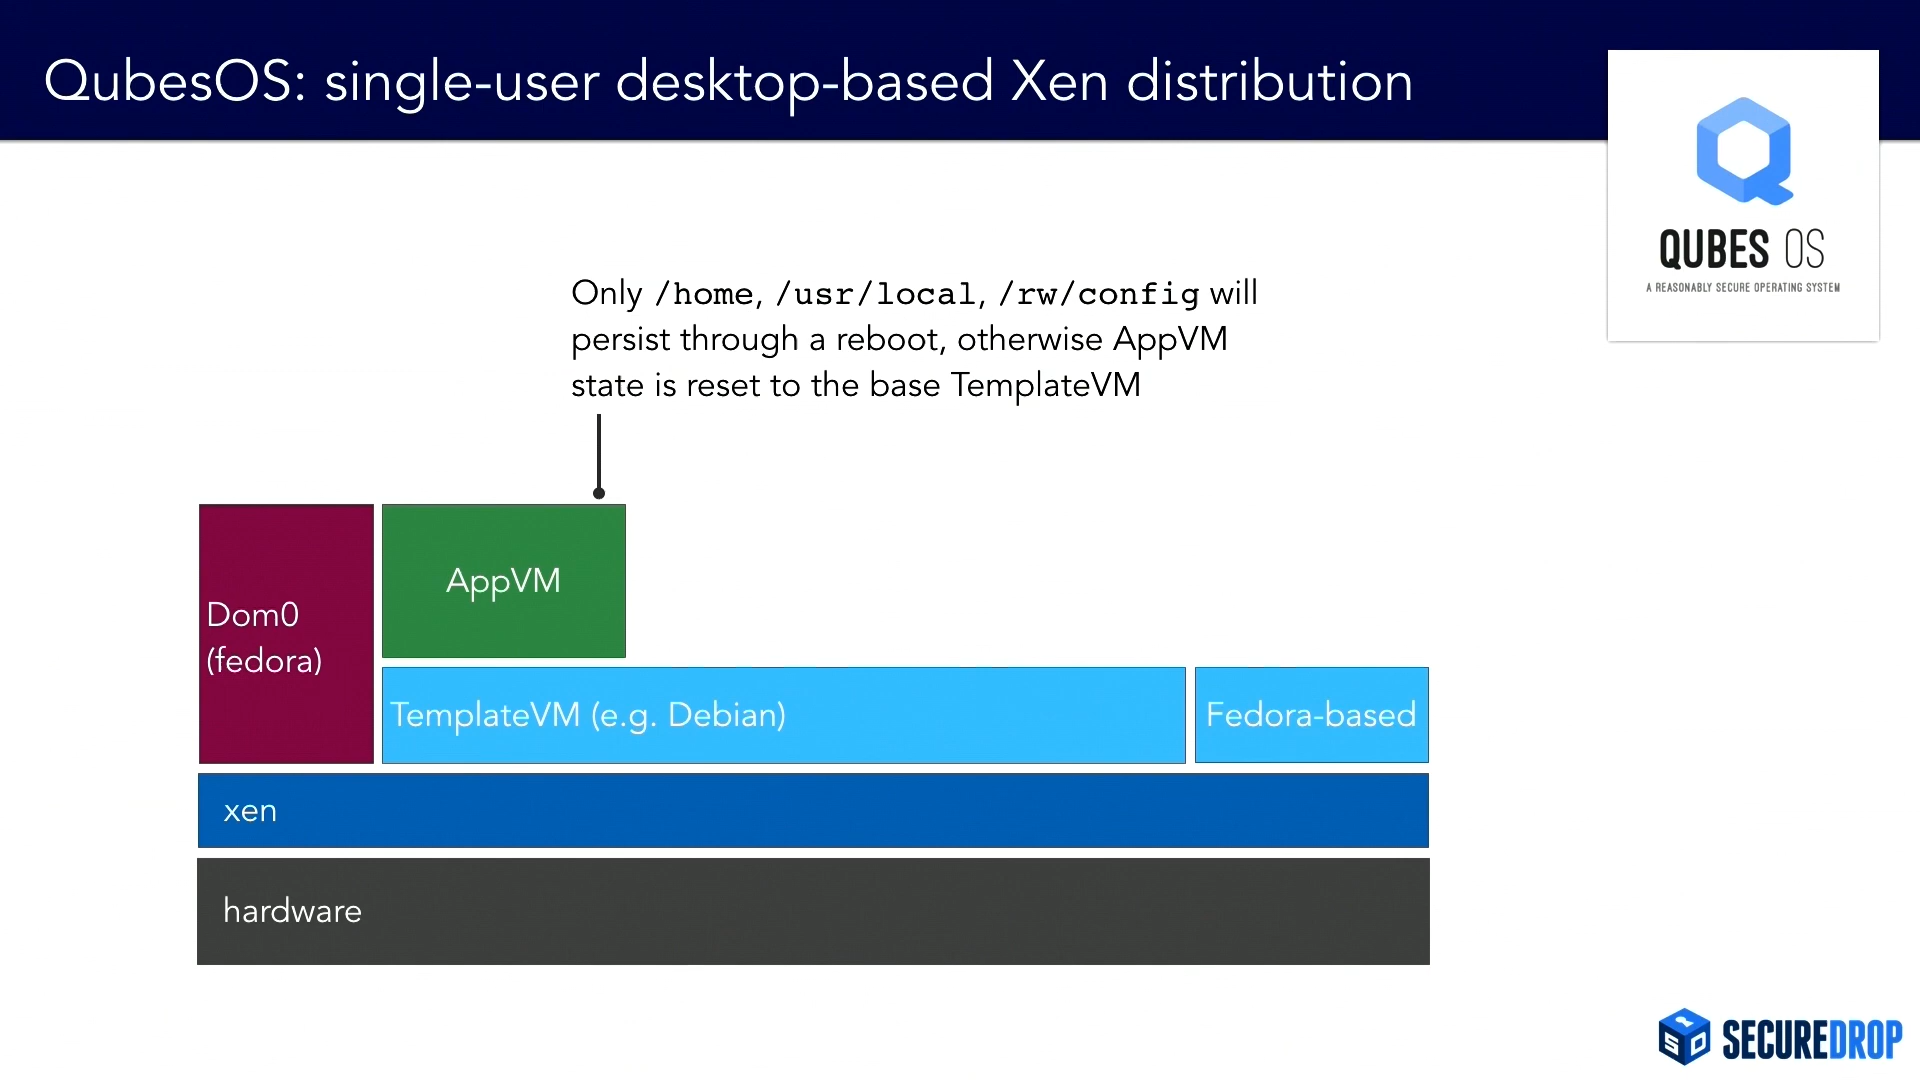 QubesOS: single-user desktop-based Xen distribution
QUBES OS
A REASONABLY SECURE OPERATING SYSTEM
Only /home, /usr/local, /rw/config will
persist through a reboot, otherwise AppVM
state is reset to the base TemplateVM
AppVM
Dom0
(fedora)
TemplateVM (e.g. Debian)
Fedora-based
xen
hardware
S D
SECUREDROP